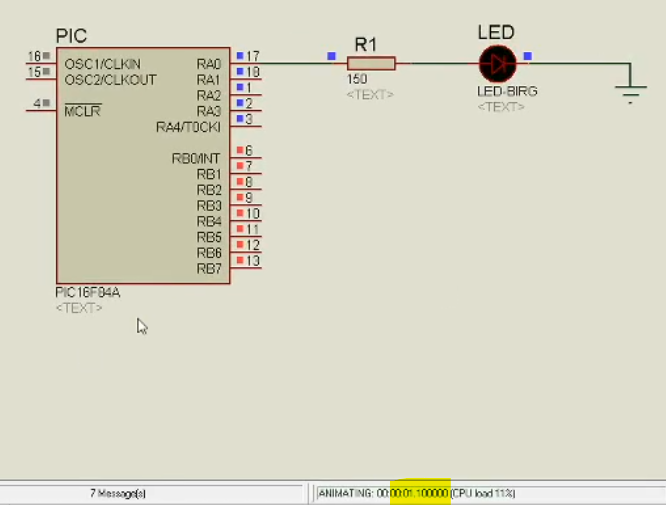 PIC
16 OSC1/CLKIN RA0 17
15 OSC2/CLKOUT RA1 18
RA2 1
4 MCLR RA3 2
RA4/T0CKI 3
RB0/INT 6
RB1 7
RB2 8
RB3 9
RB4 10
RB5 11
RB6 12
RB7 13
PIC16F84A
<TEXT>
R1
150
<TEXT>
LED
LED-BIRG
<TEXT>
7 Message(s)
ANIMATING: 00:00:01.100000 (CPU load 11%)